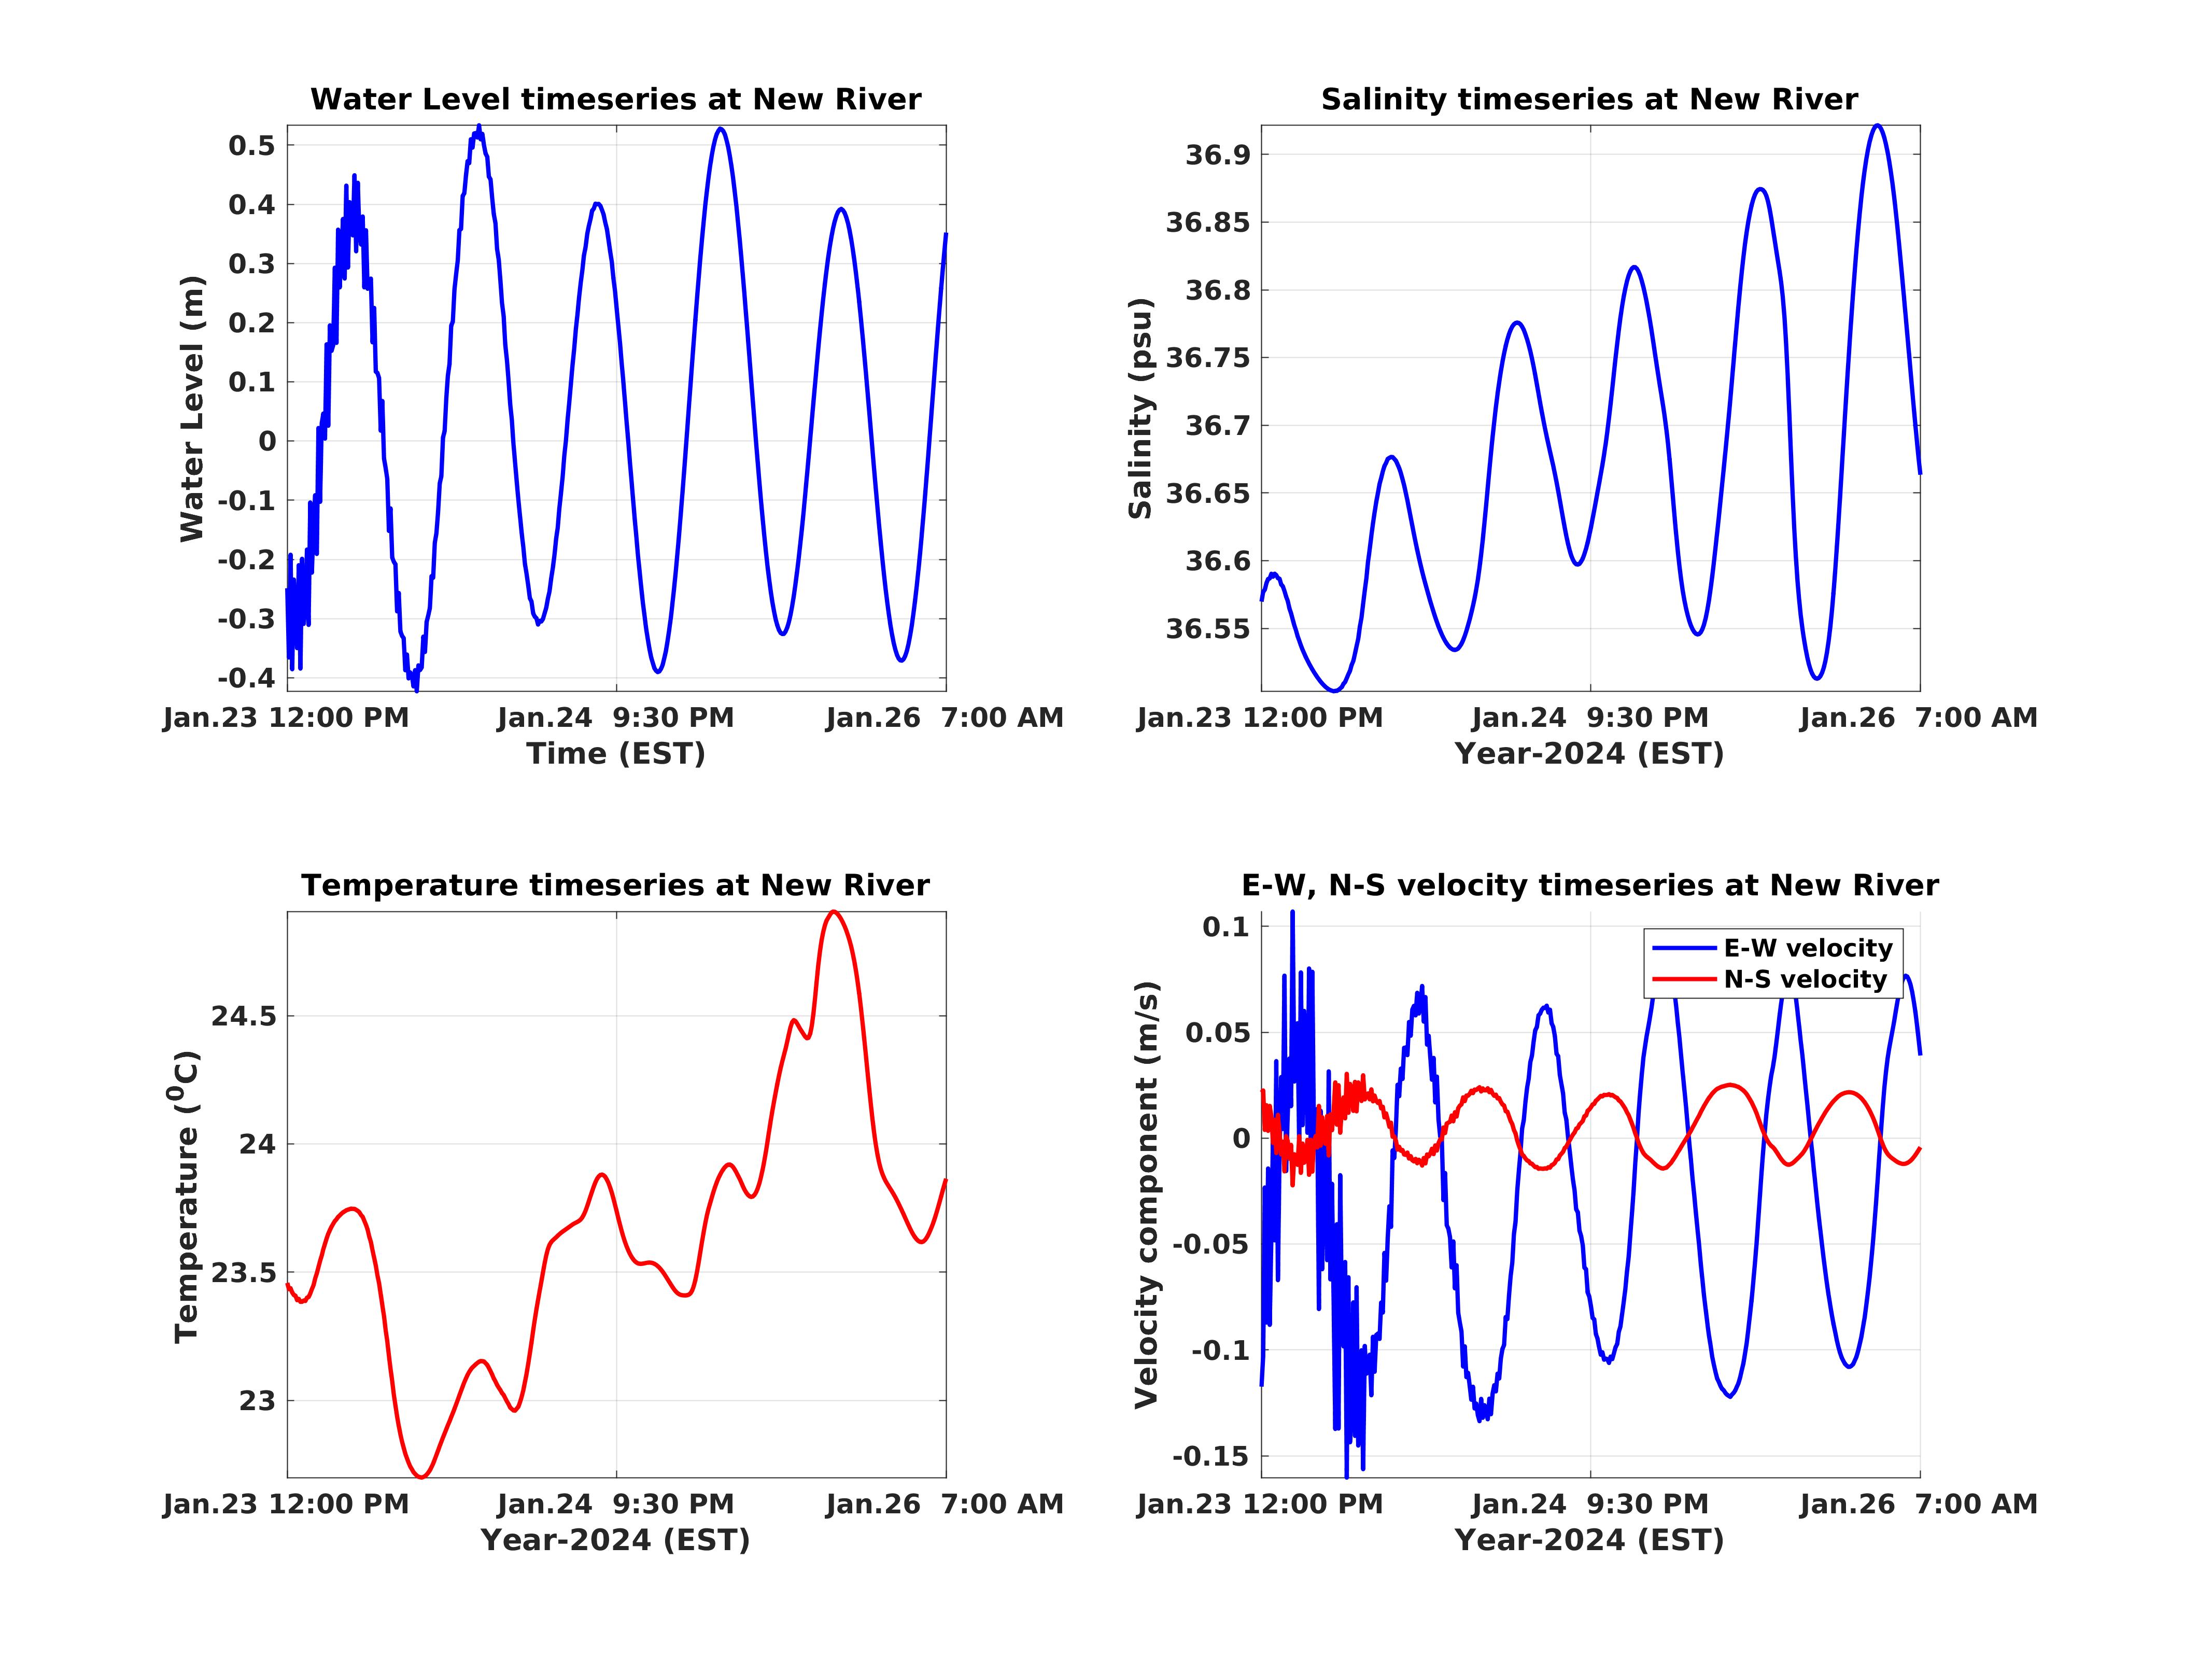 Water Level timeseries at New River
Water Level (m)
0.5
0.4
0.3
0.2
0.1
0
-0.1
-0.2
-0.3
-0.4
Jan.23 12:00 PM Jan.24 9:30 PM Jan.26 7:00 AM
Time (EST)
Salinity timeseries at New River
Salinity (psu)
36.9
36.85
36.8
36.75
36.7
36.65
36.6
36.55
Jan.23 12:00 PM Jan.24 9:30 PM Jan.26 7:00 AM
Year-2024 (EST)
Temperature timeseries at New River
Temperature (⁰C)
24.5
24
23.5
23
Jan.23 12:00 PM Jan.24 9:30 PM Jan.26 7:00 AM
Year-2024 (EST)
E-W, N-S velocity timeseries at New River
Velocity component (m/s)
0.1
0.05
0
-0.05
-0.1
-0.15
E-W velocity
N-S velocity
Jan.23 12:00 PM Jan.24 9:30 PM Jan.26 7:00 AM
Year-2024 (EST)